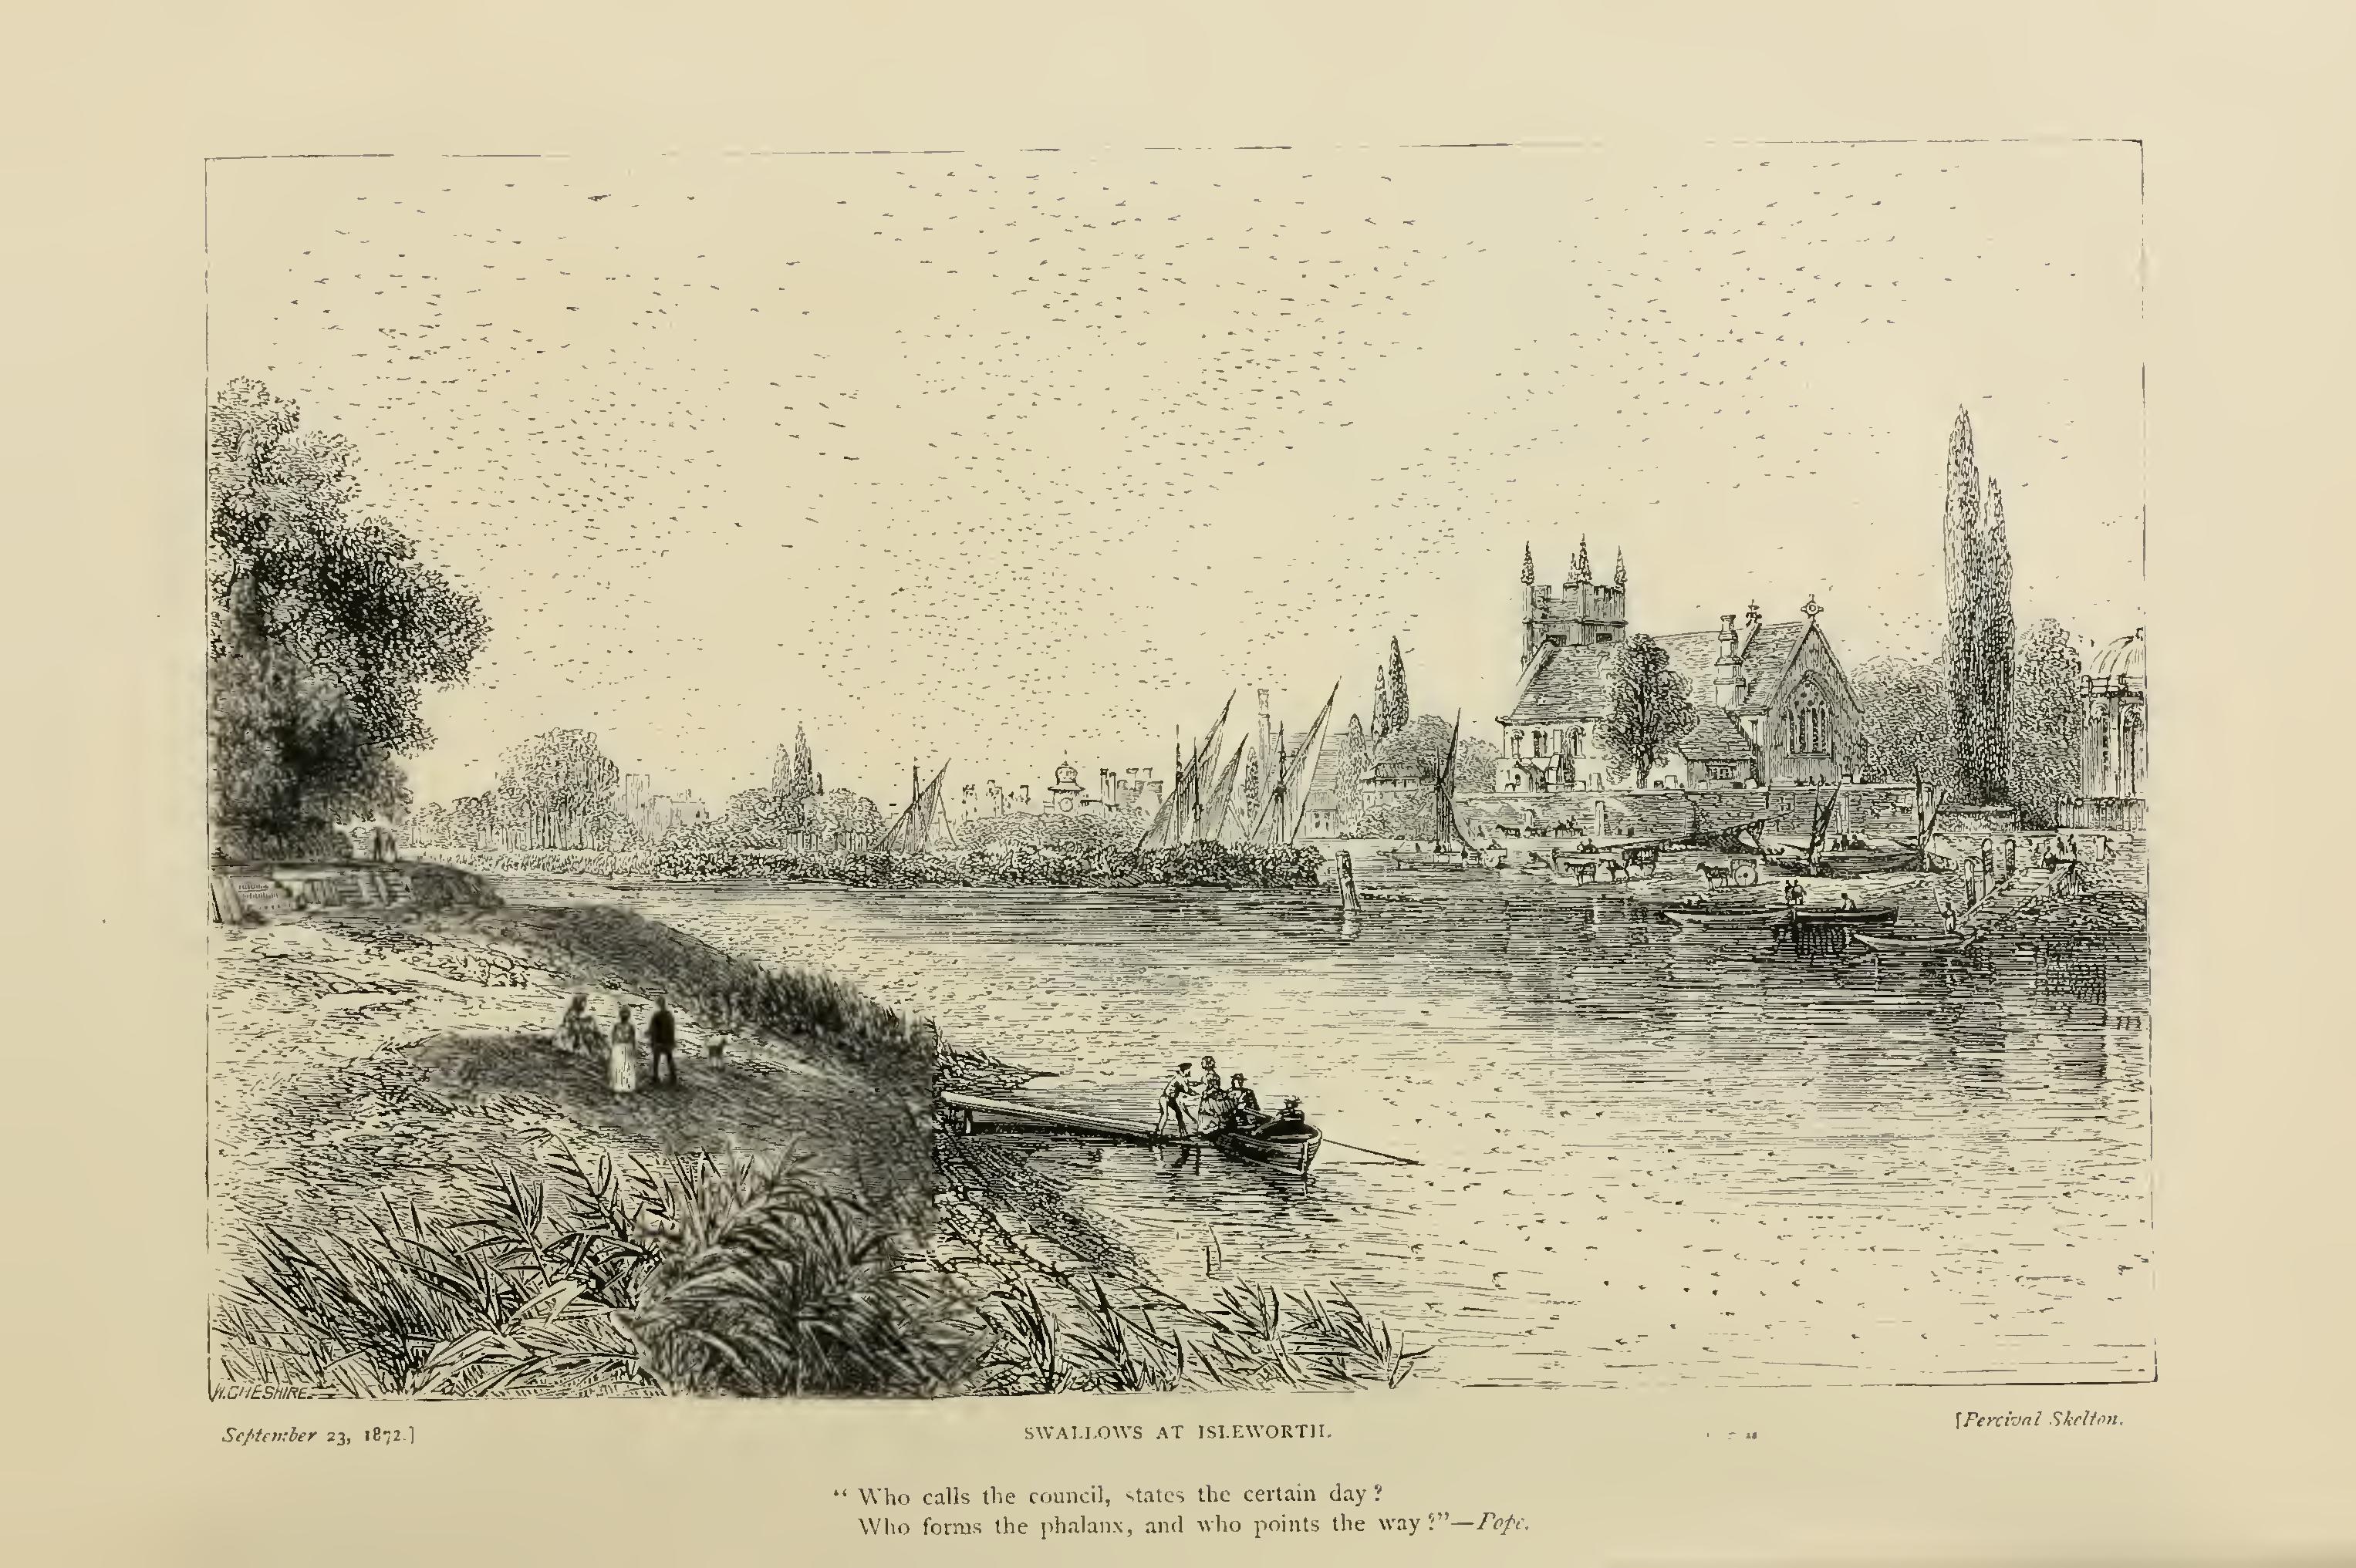 W.CHESHIRE
September 23, 1872.]
SWALLOWS AT ISLEWORTH.
[Percival Skelton.
“ Who calls the council, states the certain day ?
Who forms the phalanx, and who points the way ?”—Pope.